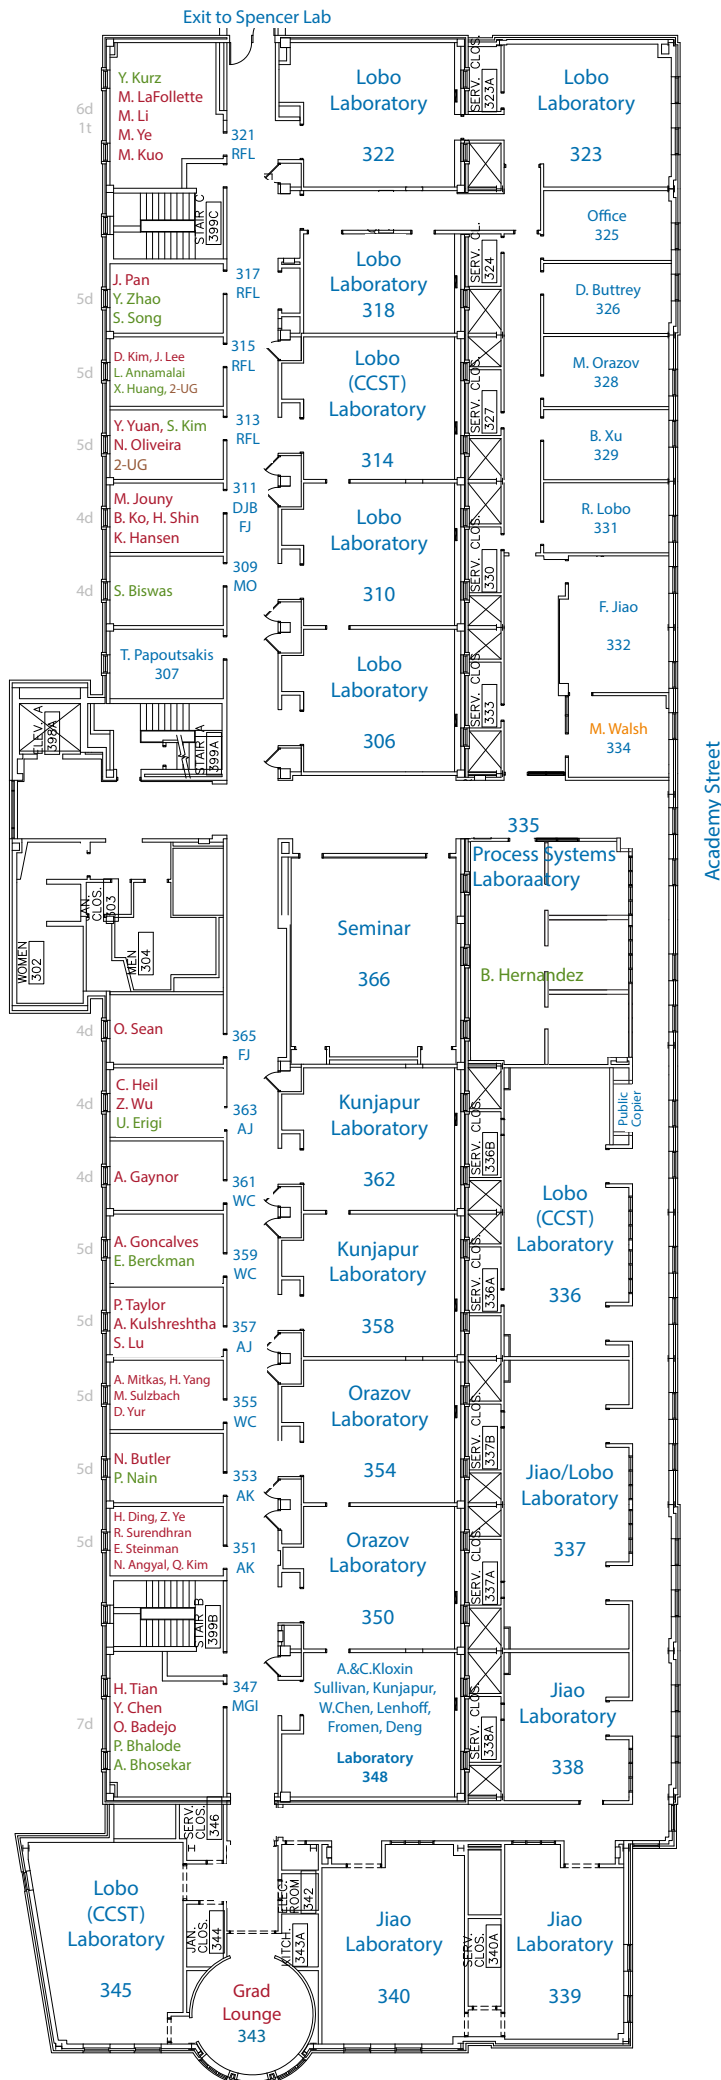 Exit to Spencer Lab
Y. Kurz
M. LaFollette
M. Li
M. Ye
M. Kuo
6d
1t
321
RFL
Lobo
Laboratory
322
SERV. CLOS.
323A
Lobo
Laboratory
323
STAIR C
399C
Office
325
J. Pan
Y. Zhao
S. Song
5d
317
RFL
Lobo
Laboratory
318
SERV. CL.
324
D. Buttrey
326
D. Kim, J. Lee
L. Annamalai
X. Huang, 2-UG
5d
315
RFL
Lobo
(CCST)
Laboratory
314
SERV. CLOS.
327
M. Orazov
328
Y. Yuan, S. Kim
N. Oliveira
2-UG
5d
313
RFL
B. Xu
329
M. Jouny
B. Ko, H. Shin
K. Hansen
4d
311
DJB
FJ
Lobo
Laboratory
310
SERV. CLOS.
330
R. Lobo
331
S. Biswas
4d
309
MO
F. Jiao
332
T. Papoutsakis
307
Lobo
Laboratory
306
SERV. CLOS.
333
ELEV. A
398A
STAIR A
399A
M. Walsh
334
Academy Street
335
Process Systems
Laboraatory
B. Hernandez
Seminar
366
WOMEN
302
JAN.
CLOS.
303
MEN
304
O. Sean
4d
365
FJ
C. Heil
Z. Wu
U. Erigi
4d
363
AJ
Kunjapur
Laboratory
362
SERV. CLOS.
336B
Public
Copier
A. Gaynor
4d
361
WC
Lobo
(CCST)
Laboratory
336
A. Goncalves
E. Berckman
5d
359
WC
Kunjapur
Laboratory
358
SERV. CLOS.
336A
P. Taylor
A. Kulshreshtha
S. Lu
5d
357
AJ
A. Mitkas, H. Yang
M. Sulzbach
D. Yur
5d
355
WC
Orazov
Laboratory
354
SERV. CLOS.
337B
Jiao/Lobo
Laboratory
337
N. Butler
P. Nain
5d
353
AK
H. Ding, Z. Ye
R. Surendhran
E. Steinman
N. Angyal, Q. Kim
5d
351
AK
Orazov
Laboratory
350
SERV. CLOS.
337A
STAIR B
399B
H. Tian
Y. Chen
O. Badejo
P. Bhalode
A. Bhosekar
7d
347
MGI
A.&C.Kloxin
Sullivan, Kunjapur,
W.Chen, Lenhoff,
Fromen, Deng
Laboratory
348
SERV. CLOS.
338A
Jiao
Laboratory
338
SERV.
CLOS.
346
Lobo
(CCST)
Laboratory
345
JAN.
CLOS.
344
ELEC.
ROOM
342
KITCH.
343A
Grad
Lounge
343
Jiao
Laboratory
340
SERV.
CLOS.
340A
Jiao
Laboratory
339